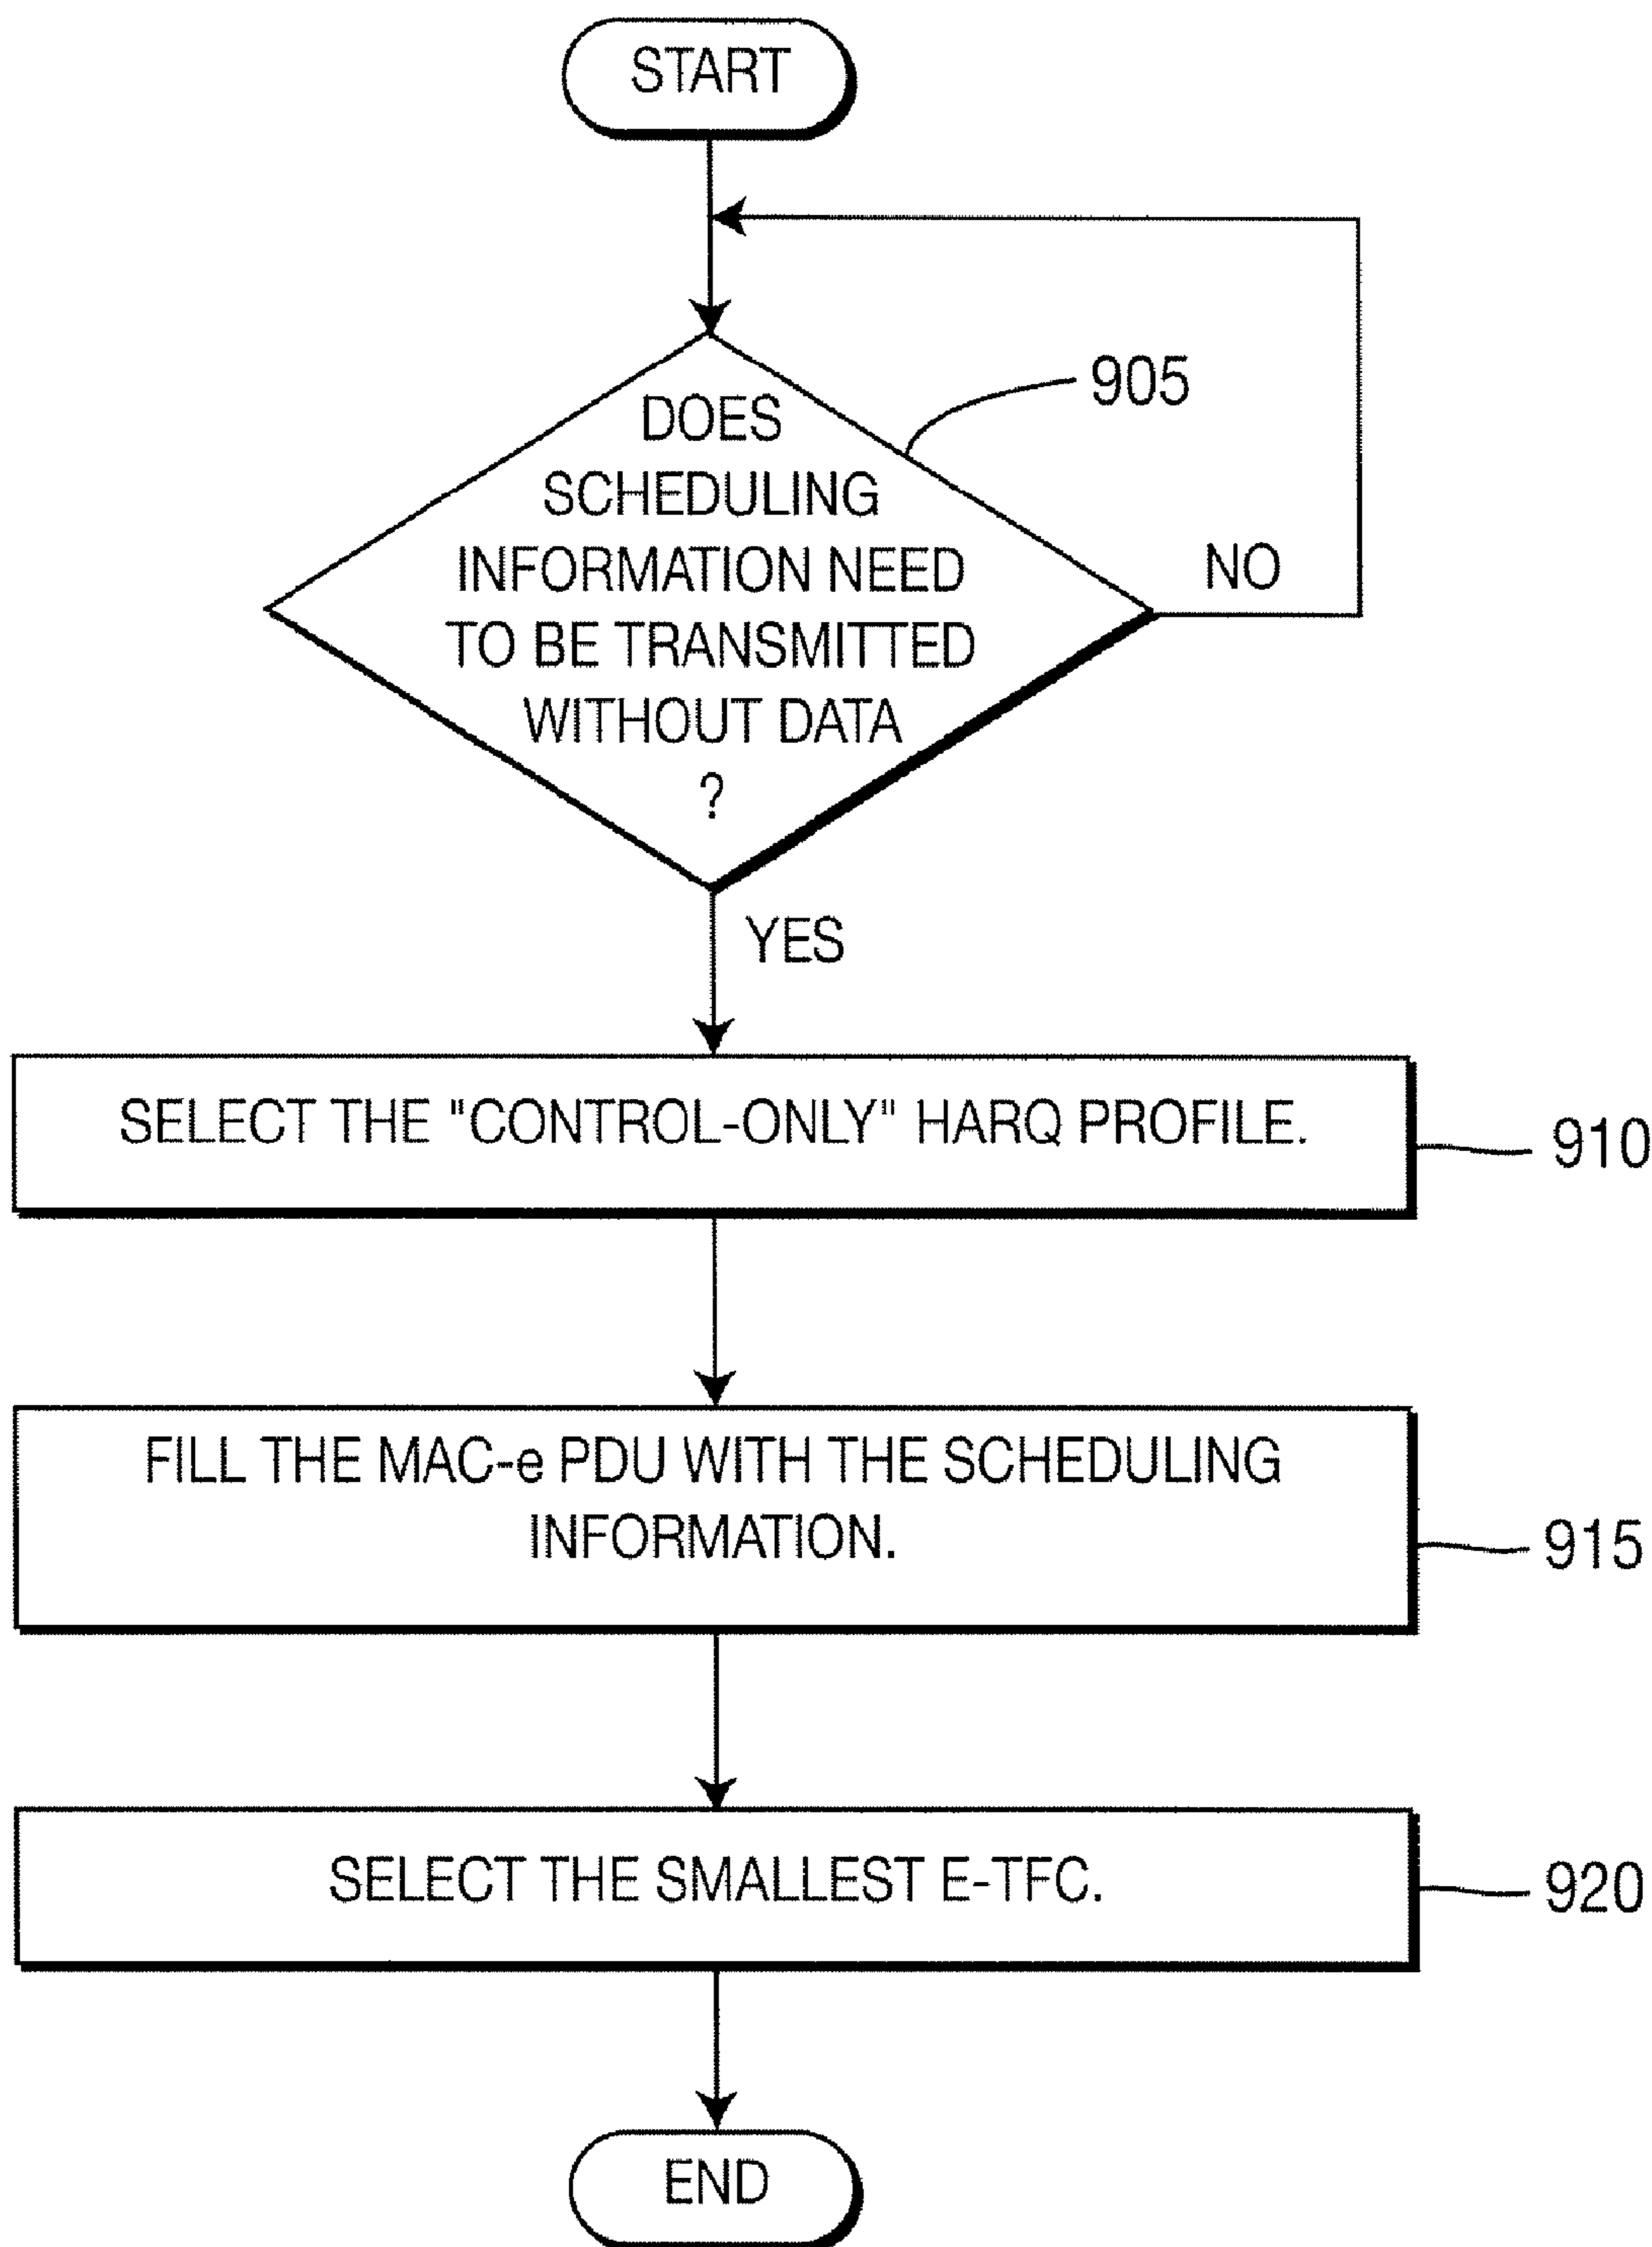 START
905
DOES
SCHEDULING
INFORMATION NEED
TO BE TRANSMITTED
WITHOUT DATA
?
NO
YES
SELECT THE "CONTROL-ONLY" HARQ PROFILE.
910
FILL THE MAC-e PDU WITH THE SCHEDULING
INFORMATION.
915
SELECT THE SMALLEST E-TFC.
920
END